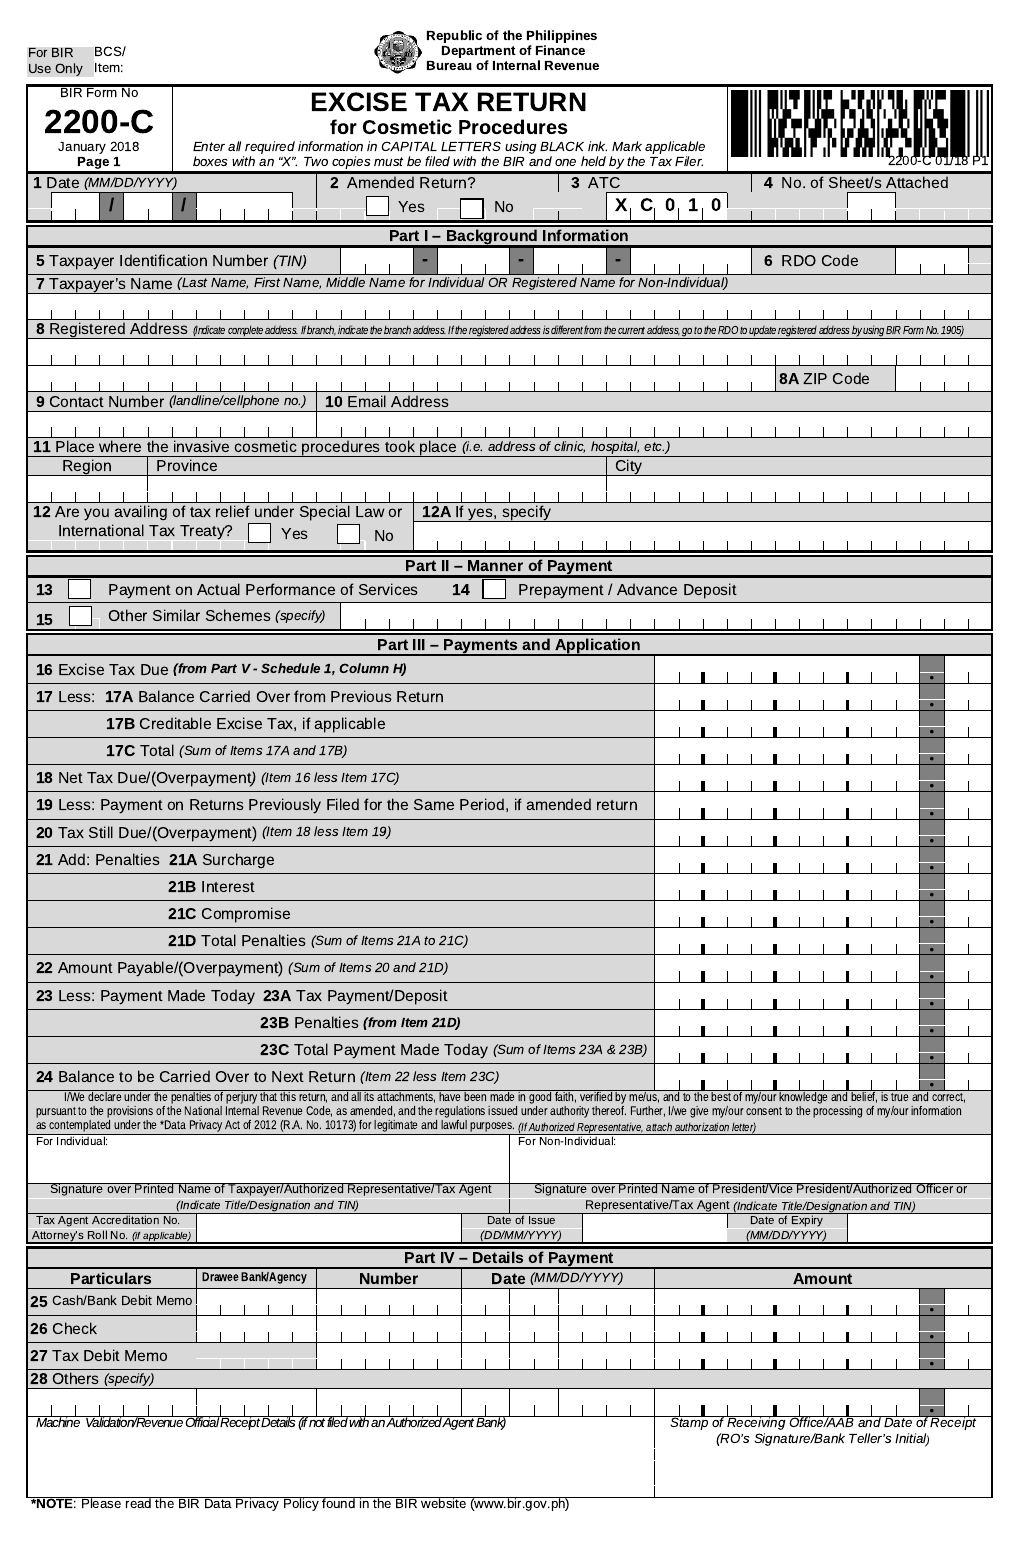 For BIR BCS/
Use Only Item:
Republic of the Philippines
Department of Finance
Bureau of Internal Revenue
BIR Form No
2200-C
January 2018
Page 1
EXCISE TAX RETURN
for Cosmetic Procedures
Enter all required information in CAPITAL LETTERS using BLACK ink. Mark applicable
boxes with an “X”. Two copies must be filed with the BIR and one held by the Tax Filer.
2200-C 01/18 P1
1 Date (MM/DD/YYYY) 2 Amended Return? 3 ATC 4 No. of Sheet/s Attached
/ / Yes No X C 0 1 0
Part I – Background Information
5 Taxpayer Identification Number (TIN) - - - 6 RDO Code
7 Taxpayer’s Name (Last Name, First Name, Middle Name for Individual OR Registered Name for Non-Individual)
8 Registered Address (Indicate complete address. If branch, indicate the branch address. If the registered address is different from the current address, go to the RDO to update registered address by using BIR Form No. 1905)
8A ZIP Code
9 Contact Number (landline/cellphone no.) 10 Email Address
11 Place where the invasive cosmetic procedures took place (i.e. address of clinic, hospital, etc.)
Region Province City
12 Are you availing of tax relief under Special Law or 12A If yes, specify
International Tax Treaty? Yes No
Part II – Manner of Payment
13 Payment on Actual Performance of Services 14 Prepayment / Advance Deposit
15 Other Similar Schemes (specify)
Part III – Payments and Application
16 Excise Tax Due (from Part V - Schedule 1, Column H) •
17 Less: 17A Balance Carried Over from Previous Return •
17B Creditable Excise Tax, if applicable •
17C Total (Sum of Items 17A and 17B) •
18 Net Tax Due/(Overpayment) (Item 16 less Item 17C) •
19 Less: Payment on Returns Previously Filed for the Same Period, if amended return •
20 Tax Still Due/(Overpayment) (Item 18 less Item 19) •
21 Add: Penalties 21A Surcharge •
21B Interest •
21C Compromise •
21D Total Penalties (Sum of Items 21A to 21C) •
22 Amount Payable/(Overpayment) (Sum of Items 20 and 21D) •
23 Less: Payment Made Today 23A Tax Payment/Deposit •
23B Penalties (from Item 21D) •
23C Total Payment Made Today (Sum of Items 23A & 23B) •
24 Balance to be Carried Over to Next Return (Item 22 less Item 23C) •
I/We declare under the penalties of perjury that this return, and all its attachments, have been made in good faith, verified by me/us, and to the best of my/our knowledge and belief, is true and correct,
pursuant to the provisions of the National Internal Revenue Code, as amended, and the regulations issued under authority thereof. Further, I/we give my/our consent to the processing of my/our information
as contemplated under the *Data Privacy Act of 2012 (R.A. No. 10173) for legitimate and lawful purposes. (If Authorized Representative, attach authorization letter)
For Individual: For Non-Individual:
Signature over Printed Name of Taxpayer/Authorized Representative/Tax Agent Signature over Printed Name of President/Vice President/Authorized Officer or
(Indicate Title/Designation and TIN) Representative/Tax Agent (Indicate Title/Designation and TIN)
Tax Agent Accreditation No. Date of Issue Date of Expiry
Attorney’s Roll No. (if applicable) (DD/MM/YYYY) (MM/DD/YYYY)
Part IV – Details of Payment
Particulars Drawee Bank/Agency Number Date (MM/DD/YYYY) Amount
25 Cash/Bank Debit Memo •
26 Check •
27 Tax Debit Memo •
28 Others (specify)
•
Machine Validation/Revenue Official Receipt Details (if not filed with an Authorized Agent Bank) Stamp of Receiving Office/AAB and Date of Receipt
(RO’s Signature/Bank Teller’s Initial)
*NOTE: Please read the BIR Data Privacy Policy found in the BIR website (www.bir.gov.ph)